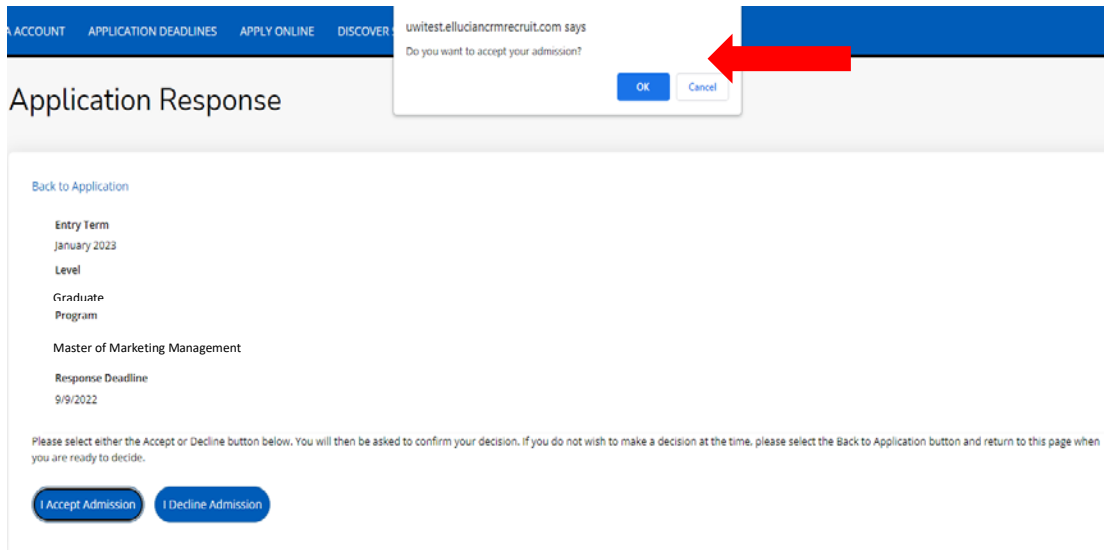 A ACCOUNT APPLICATION DEADLINES APPLY ONLINE DISCOVER
uwitest.elluciancrmrecruit.com says
Do you want to accept your admission?
OK Cancel
Application Response
Back to Application
Entry Term
January 2023
Level
Graduate
Program
Master of Marketing Management
Response Deadline
9/9/2022
Please select either the Accept or Decline button below. You will then be asked to confirm your decision. If you do not wish to make a decision at the time, please select the Back to Application button and return to this page when
you are ready to decide.
I Accept Admission I Decline Admission